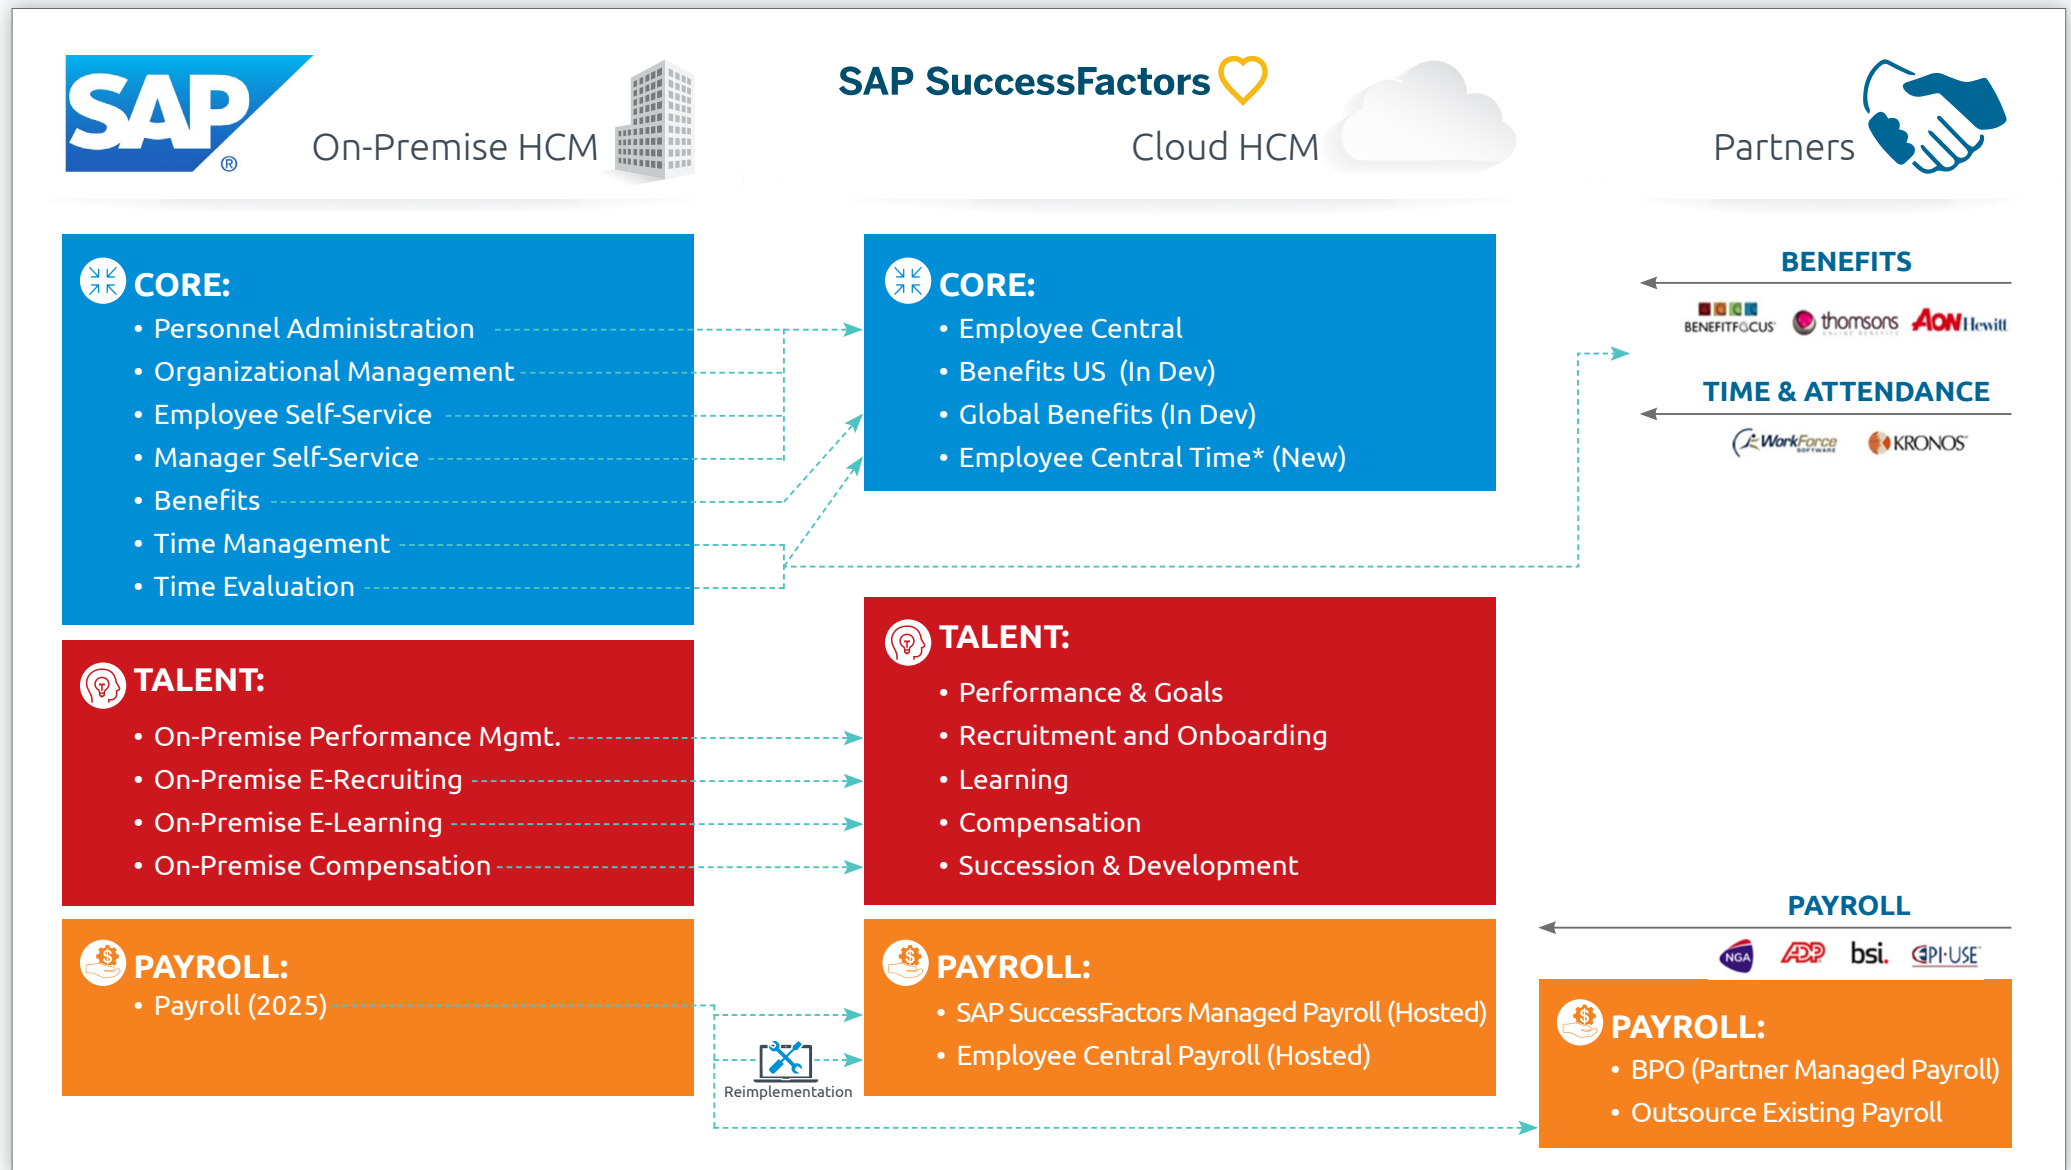 SAP
®
On-Premise HCM
SAP SuccessFactors
Cloud HCM
Partners
CORE:
• Personnel Administration
• Organizational Management
• Employee Self-Service
• Manager Self-Service
• Benefits
• Time Management
• Time Evaluation
TALENT:
• On-Premise Performance Mgmt.
• On-Premise E-Recruiting
• On-Premise E-Learning
• On-Premise Compensation
PAYROLL:
• Payroll (2025)
Reimplementation
CORE:
• Employee Central
• Benefits US (In Dev)
• Global Benefits (In Dev)
• Employee Central Time* (New)
TALENT:
• Performance & Goals
• Recruitment and Onboarding
• Learning
• Compensation
• Succession & Development
PAYROLL:
• SAP SuccessFactors Managed Payroll (Hosted)
• Employee Central Payroll (Hosted)
BENEFITS
BENEFITFOCUS
thomsons
ONLINE BENEFITS
AON Hewitt
TIME & ATTENDANCE
WorkForce
SOFTWARE
KRONOS
PAYROLL
NGA
ADP
bsi.
EPI-USE
PAYROLL:
• BPO (Partner Managed Payroll)
• Outsource Existing Payroll